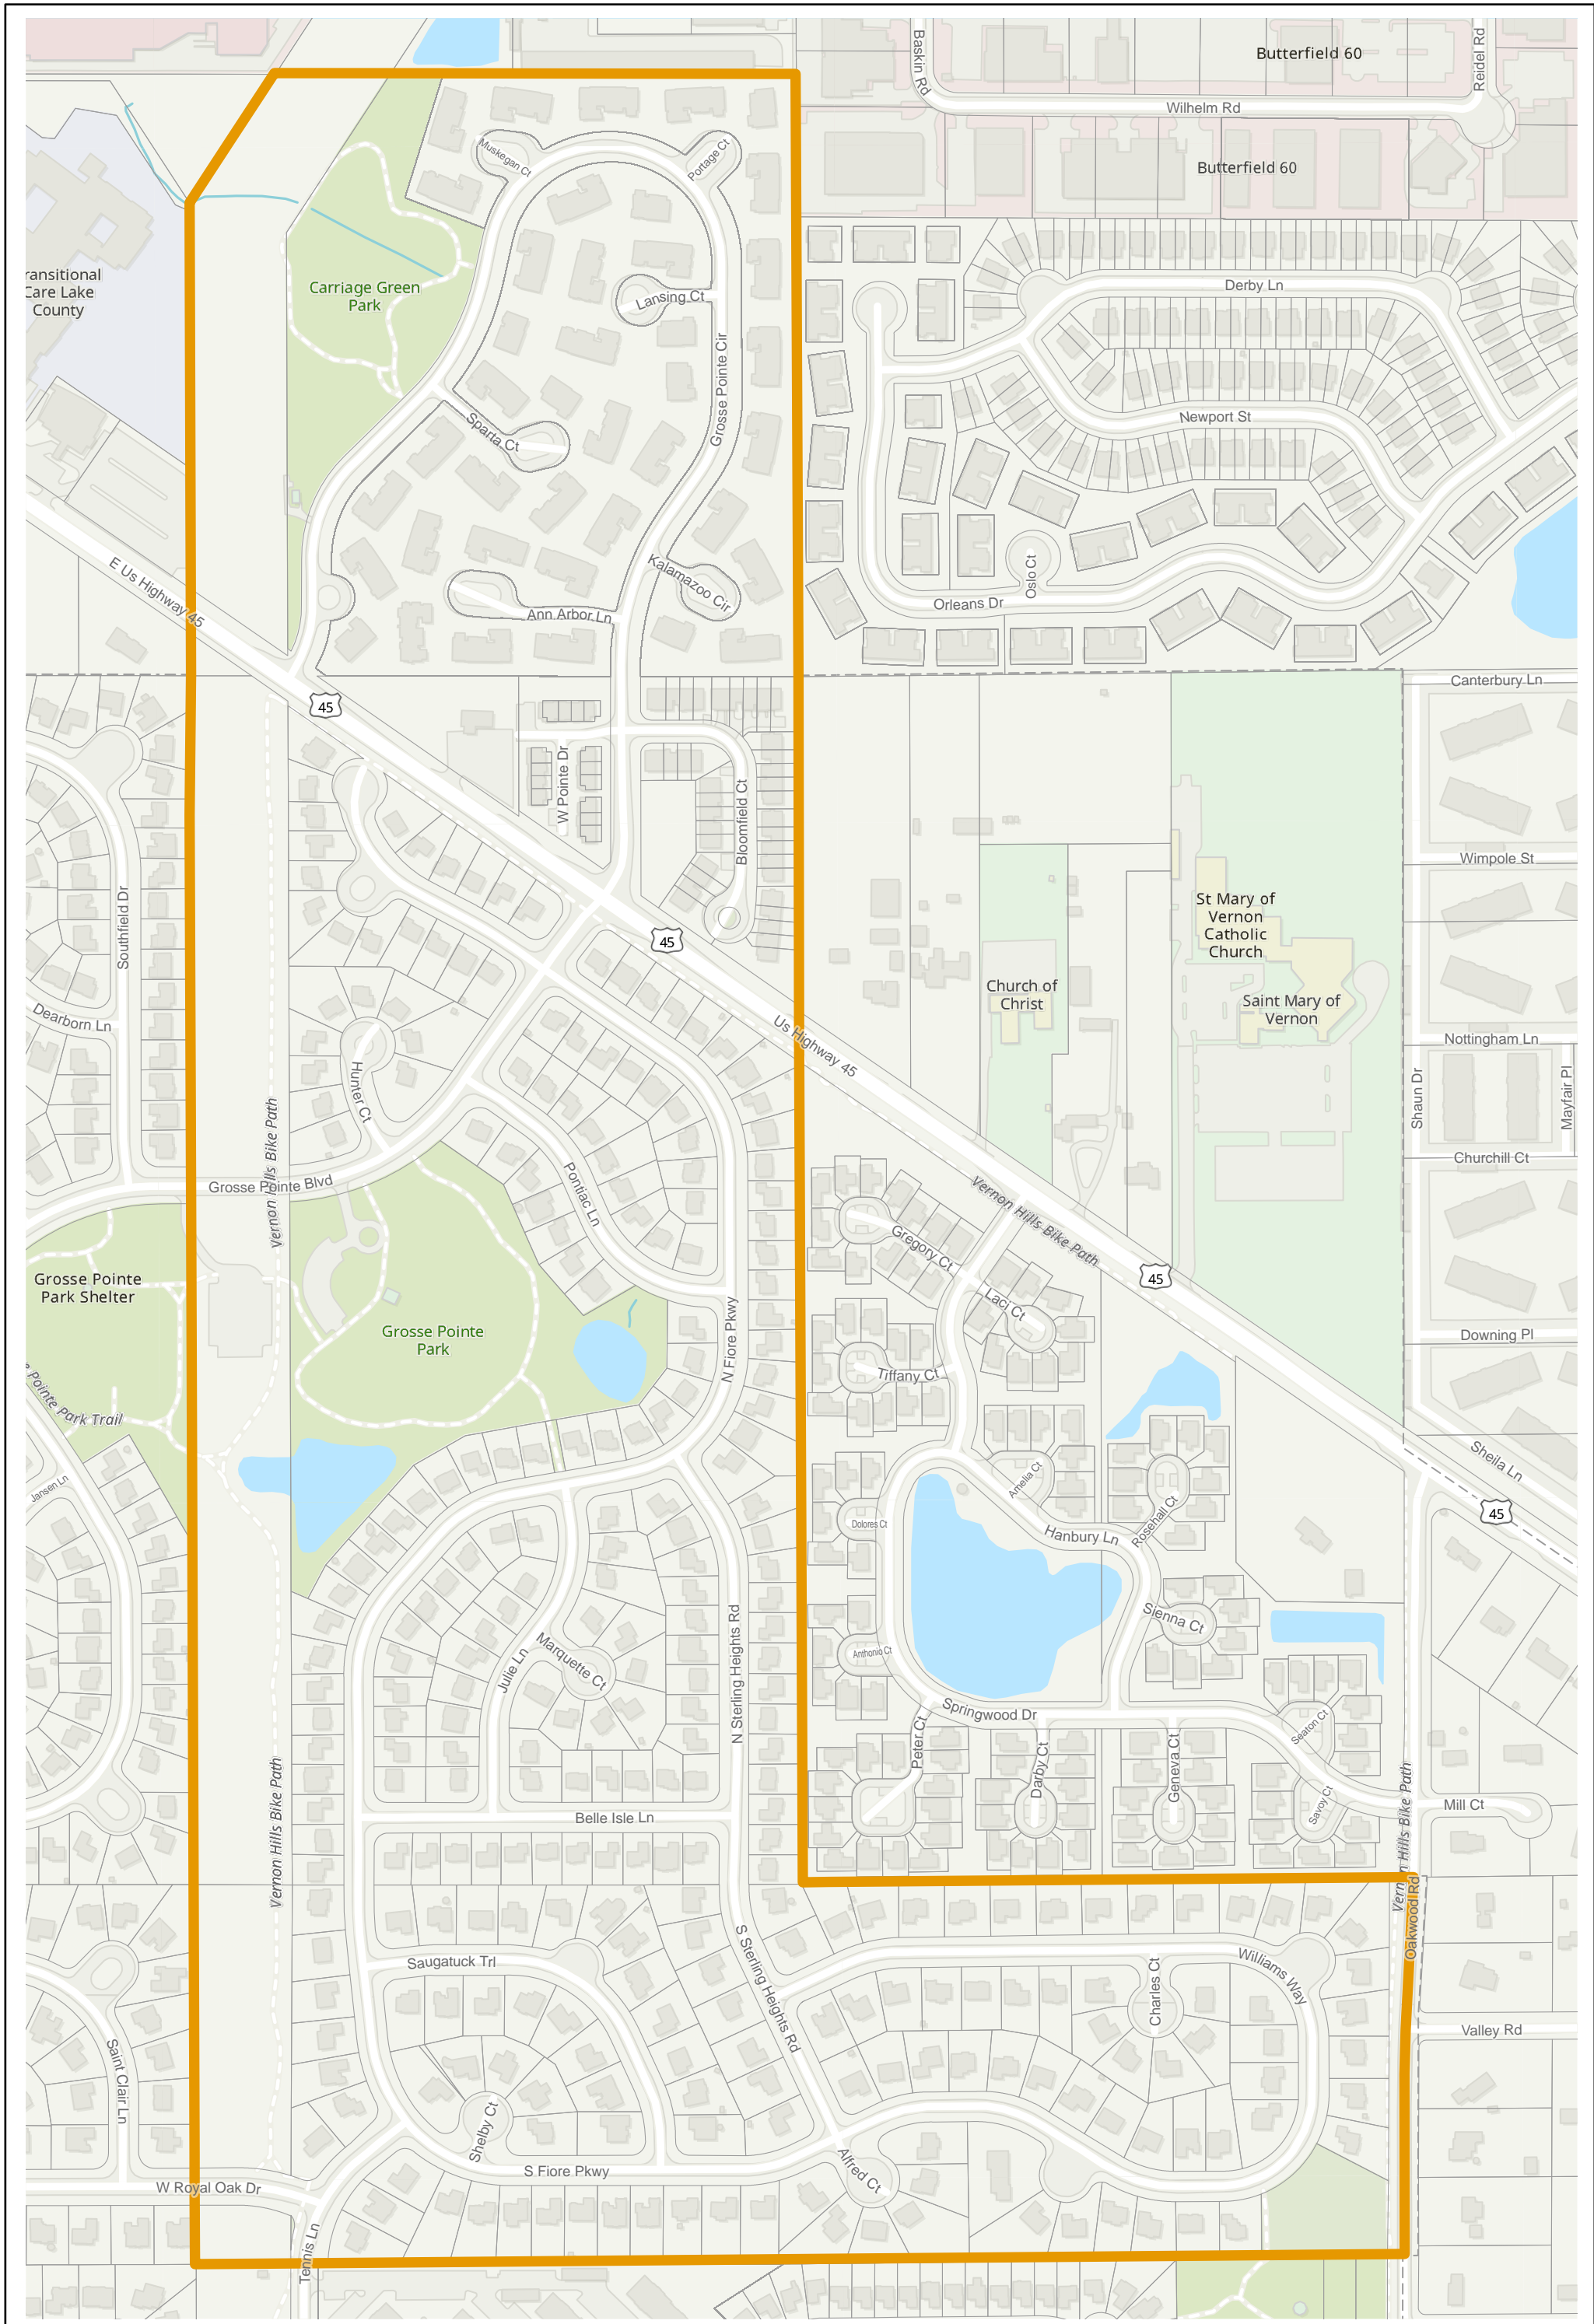 Baskin Rd
Butterfield 60
Reidel Rd
Wilhelm Rd
Butterfield 60
Muskegan Ct
Portage Ct
ransitional
Care Lake
County
Carriage Green
Park
Lansing Ct
Grosse Pointe Cir
Derby Ln
Newport St
Sparta Ct
E Us Highway 45
Kalamazoo Cir
Ann Arbor Ln
Oslo Ct
Orleans Dr
45
Canterbury Ln
W Pointe Dr
Bloomfield Ct
Wimpole St
Southfield Dr
St Mary of
Vernon
Catholic
Church
45
Church of
Christ
Saint Mary of
Vernon
Dearborn Ln
Us Highway 45
Nottingham Ln
Hunter Ct
Shaun Dr
Mayfair Pl
Vernon Hills Bike Path
Churchill Ct
Grosse Pointe Blvd
Pontiac Ln
Vernon Hills Bike Path
Gregory Ct
45
Grosse Pointe
Park Shelter
Laci Ct
Grosse Pointe
Park
N Fiore Pkwy
Downing Pl
Tiffany Ct
Pointe Park Trail
Sheila Ln
Jansen Ln
Amelia Ct
45
Dolores Ct
Hanbury Ln
Rosehall Ct
Sienna Ct
Marquette Ct
Julie Ln
N Sterling Heights Rd
Anthonio Ct
Springwood Dr
Peter Ct
Darby Ct
Geneva Ct
Seaton Ct
Savoy Ct
Vernon Hills Bike Path
Belle Isle Ln
Mill Ct
Vernon Hills Bike Path
Oakwood Rd
S Sterling Heights Rd
Saugatuck Trl
Williams Way
Charles Ct
Valley Rd
Saint Clair Ln
Shelby Ct
Alfred Ct
S Fiore Pkwy
W Royal Oak Dr
Tennis Ln